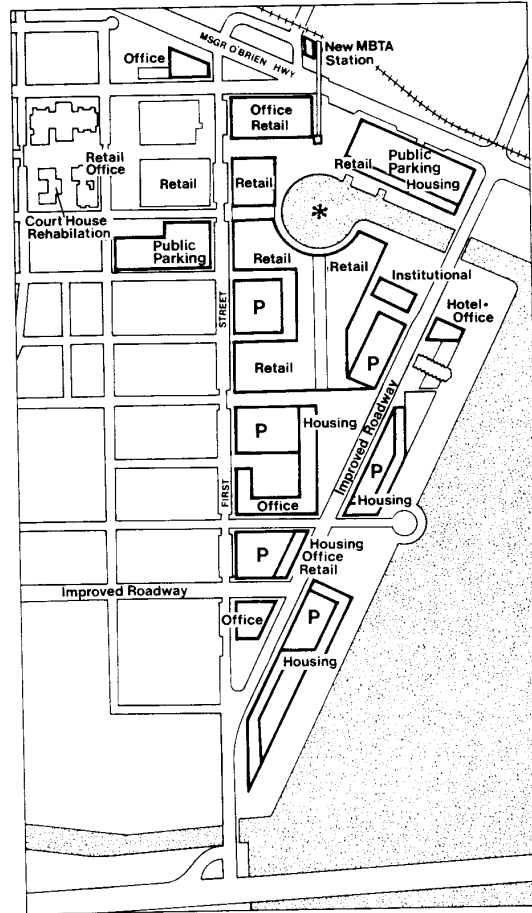 New MBTA
Station
MSGR O'BRIEN HWY
Office
Office
Retail
Public
Parking
Retail
Housing
Retail
Office
Retail
Retail
Court House
Rehabilation
Public
Parking
*
Retail
Retail
Institutional
Hotel•
Office
P
STREET
P
Retail
Improved Roadway
Housing
P
P
FIRST
Office
Housing
P
Housing
Office
Retail
Improved Roadway
Office
P
Housing